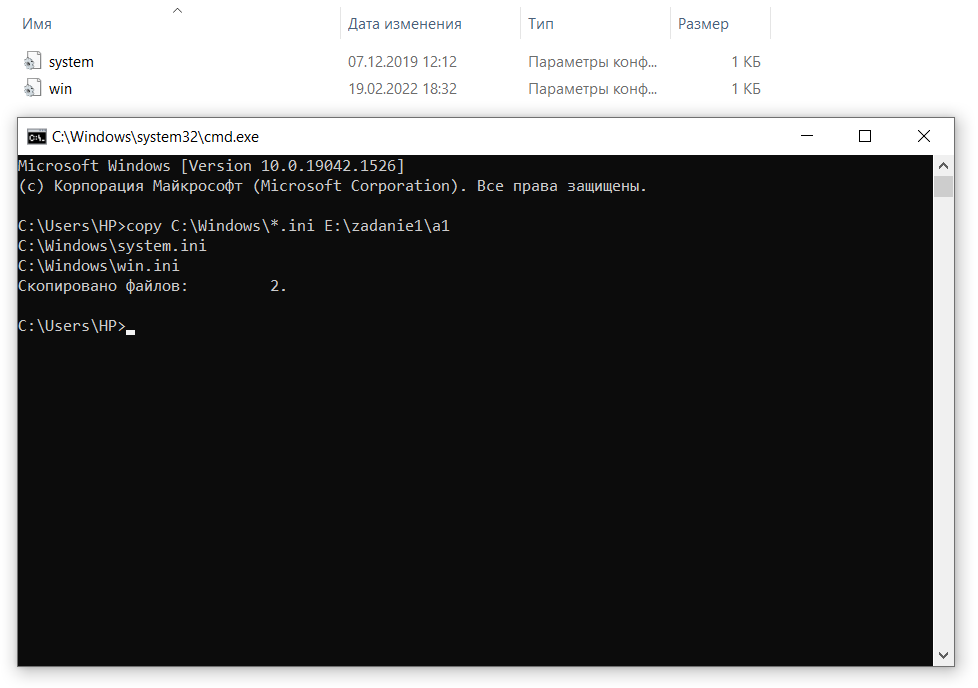 Имя Дата изменения Тип Размер
system 07.12.2019 12:12 Параметры конф... 1 КБ
win 19.02.2022 18:32 Параметры конф... 1 КБ
C:\Windows\system32\cmd.exe
Microsoft Windows [Version 10.0.19042.1526]
(c) Корпорация Майкрософт (Microsoft Corporation). Все права защищены.
C:\Users\HP>copy C:\Windows\*.ini E:\zadanie1\a1
C:\Windows\system.ini
C:\Windows\win.ini
Скопировано файлов:         2.
C:\Users\HP>